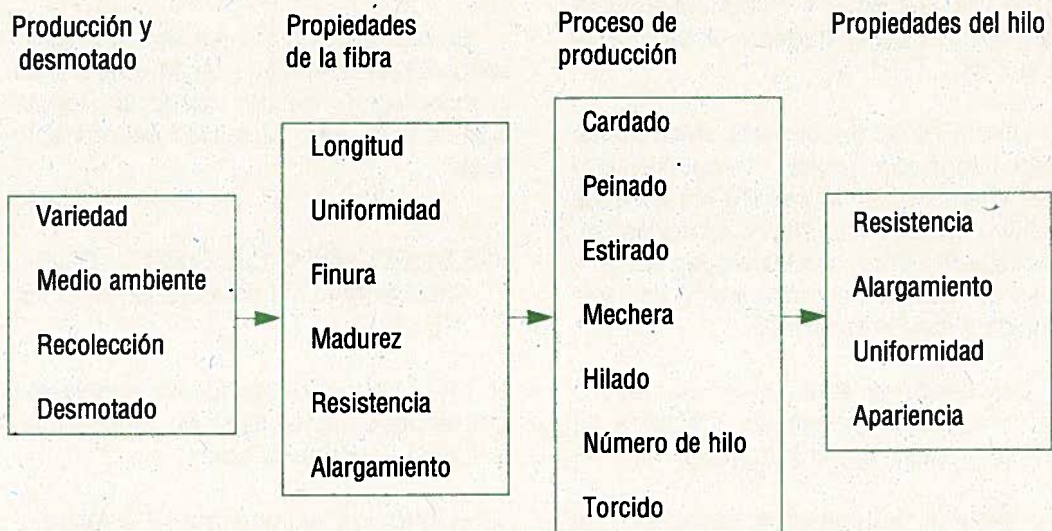 Producción y
desmotado
Variedad
Medio ambiente
Recolección
Desmotado
Propiedades
de la fibra
Longitud
Uniformidad
Finura
Madurez
Resistencia
Alargamiento
Proceso de
producción
Cardado
Peinado
Estirado
Mechera
Hilado
Número de hilo
Torcido
Propiedades del hilo
Resistencia
Alargamiento
Uniformidad
Apariencia